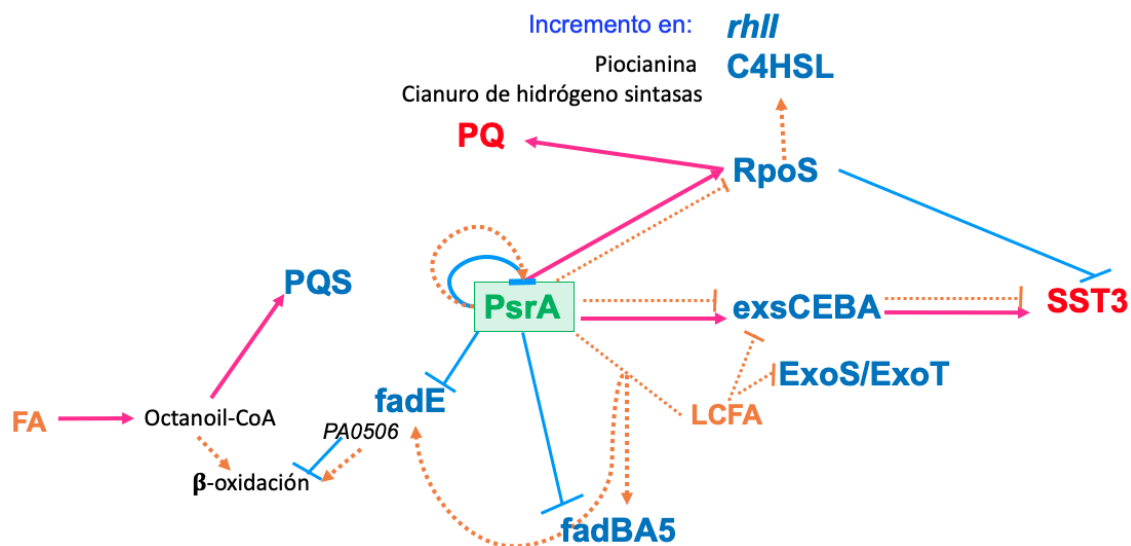 Incremento en: rhlI
Piocianina C4HSL
Cianuro de hidrógeno sintasas
PQ
RpoS
PQS
PsrA
exsCEBA
SST3
ExoS/ExoT
fadE
LCFA
FA
Octanoil-CoA
PA0506
β-oxidación
fadBA5